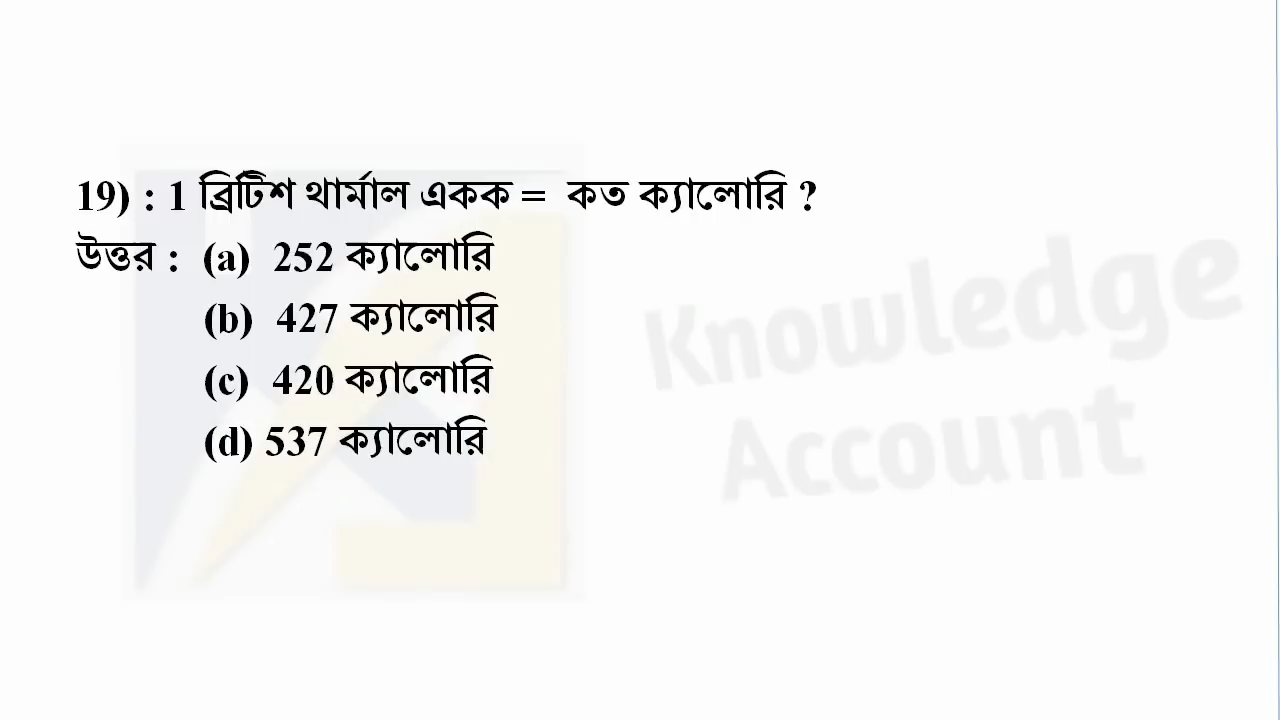 19) : 1 ব্রিটিশ থার্মাল একক = কত ক্যালোরি ?
উত্তর : (a) 252 ক্যালোরি
(b) 427 ক্যালোরি
(c) 420 ক্যালোরি
(d) 537 ক্যালোরি
Knowledge
Account